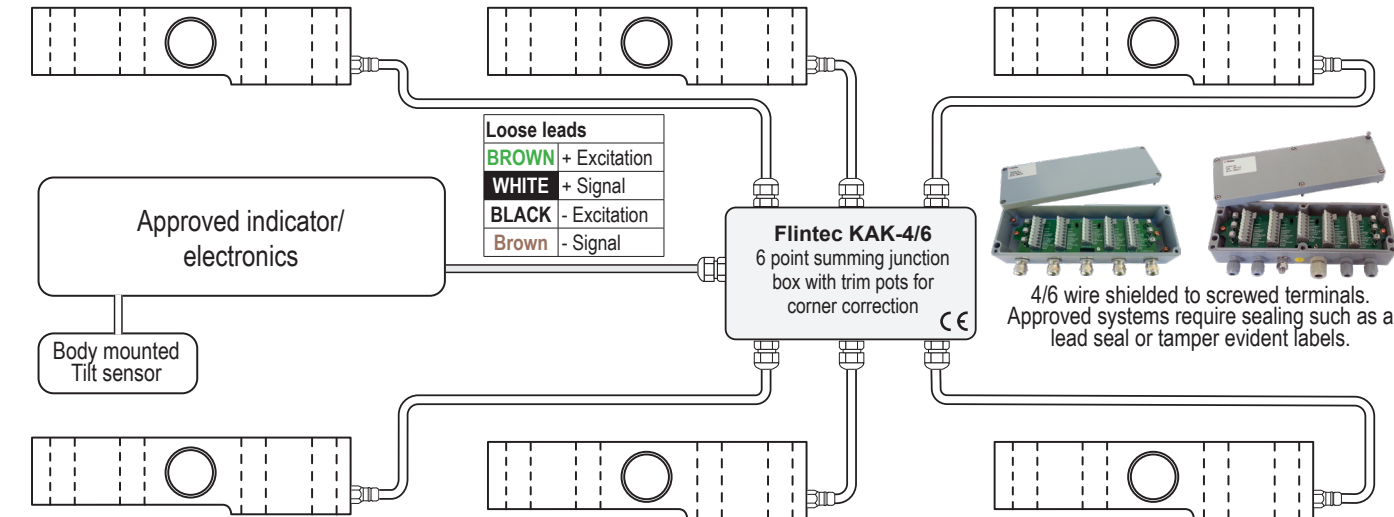 Loose leads
BROWN + Excitation
WHITE + Signal
BLACK - Excitation
Brown - Signal
Approved indicator/
electronics
Body mounted
Tilt sensor
Flintec KAK-4/6
6 point summing junction
box with trim pots for
corner correction
CE
4/6 wire shielded to screwed terminals.
Approved systems require sealing such as a
lead seal or tamper evident labels.